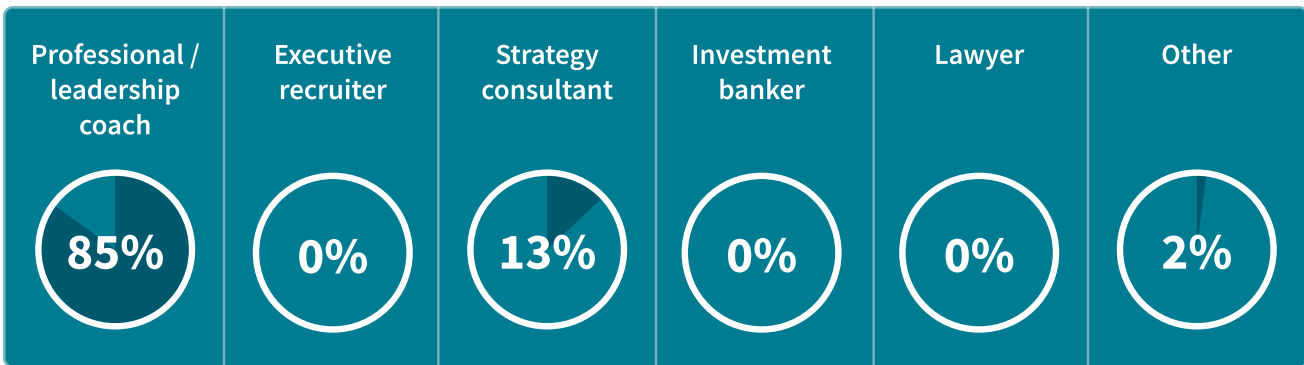 Professional /
leadership
coach
85%
Executive
recruiter
0%
Strategy
consultant
13%
Investment
banker
0%
Lawyer
0%
Other
2%